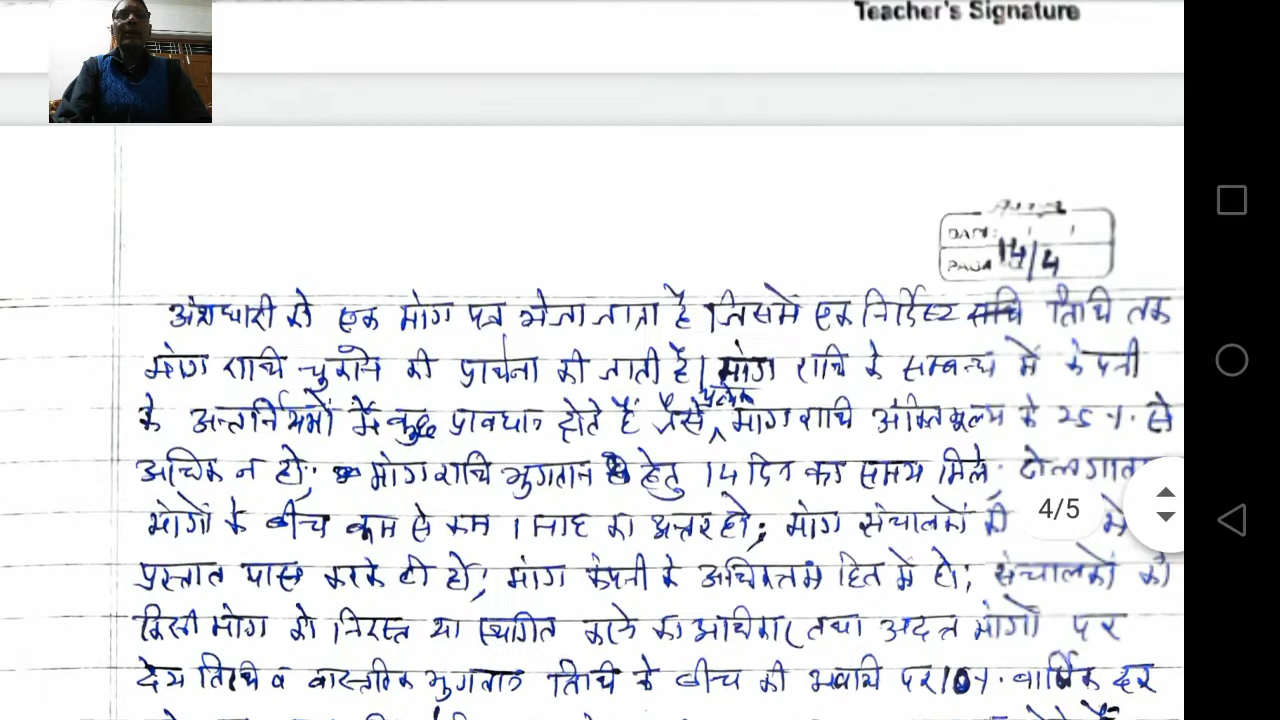 Teacher's Signature
DATE: / /
PAGE 14/4
अंशधारी को एक माँग पत्र भेजा जाता है जिसमें एक निर्दिष्ट तिथि तक
माँग राशि चुकाने की प्रार्थना की जाती है। माँग राशि के सम्बन्ध में कंपनी
के अन्तर्नियमों में कुछ प्रावधान होते हैं जैसे प्रत्येक माँग राशि अंकित मूल्य के 25% से
अधिक न हो; माँग राशि भुगतान हेतु 14 दिन का समय मिले; दो लगातार
माँगों के बीच कम से कम 1 माह का अन्तर हो; माँग संचालकों की में
4/5
प्रस्ताव पास करके ही हो; माँग कंपनी के अधिकतम हित में हो; संचालकों को
किसी माँग को निरस्त या स्थगित करने का अधिकार तथा अदत्त माँगों पर
देय तिथि व वास्तविक भुगतान तिथि के बीच की अवधि पर 10% वार्षिक दर